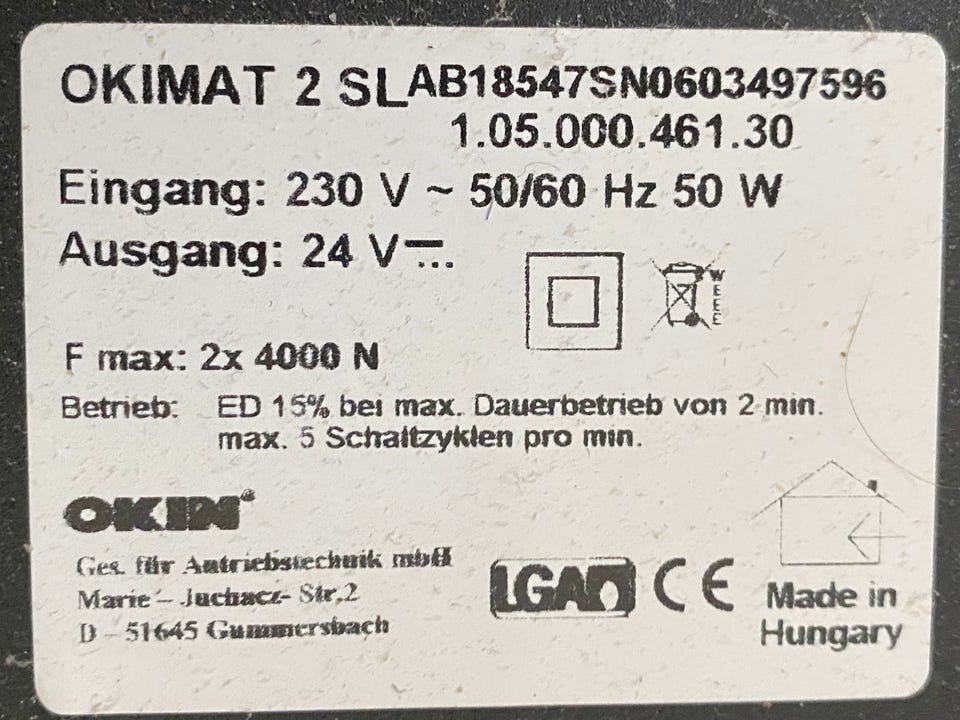 OKIMAT 2 SLAB18547SN0603497596
1.05.000.461.30
Eingang: 230 V ~ 50/60 Hz 50 W
Ausgang: 24 V⎓
WEEE
F max: 2x 4000 N
Betrieb: ED 15% bei max. Dauerbetrieb von 2 min.
max. 5 Schaltzyklen pro min.
OKIN®
Ges. für Antriebstechnik mbH
Marie - Juchacz- Str.2
D - 51645 Gummersbach
LGA CE
Made in
Hungary